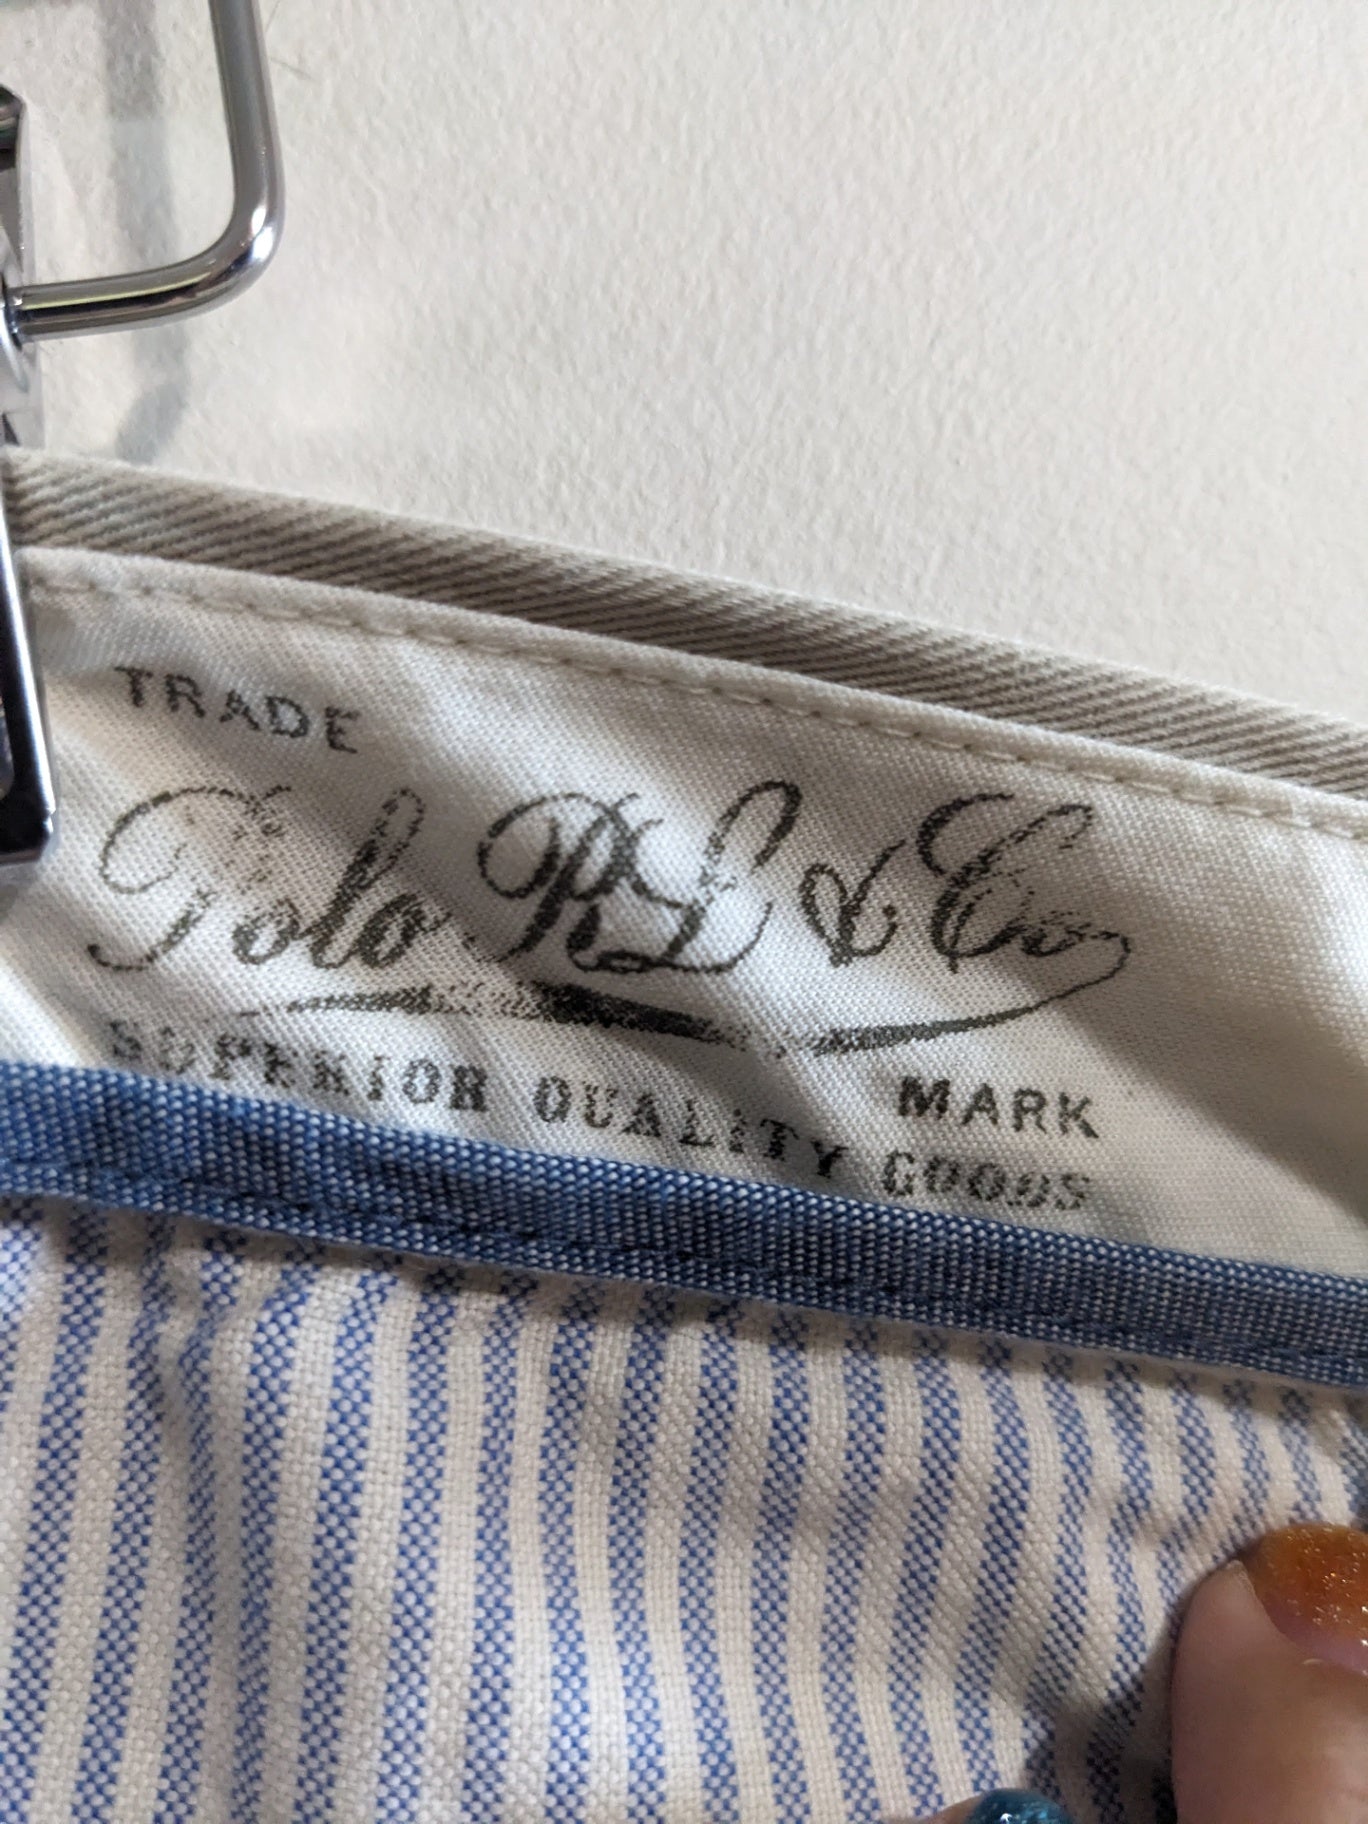 TRADE
Polo RL & Co
MARK
SUPERIOR QUALITY GOODS